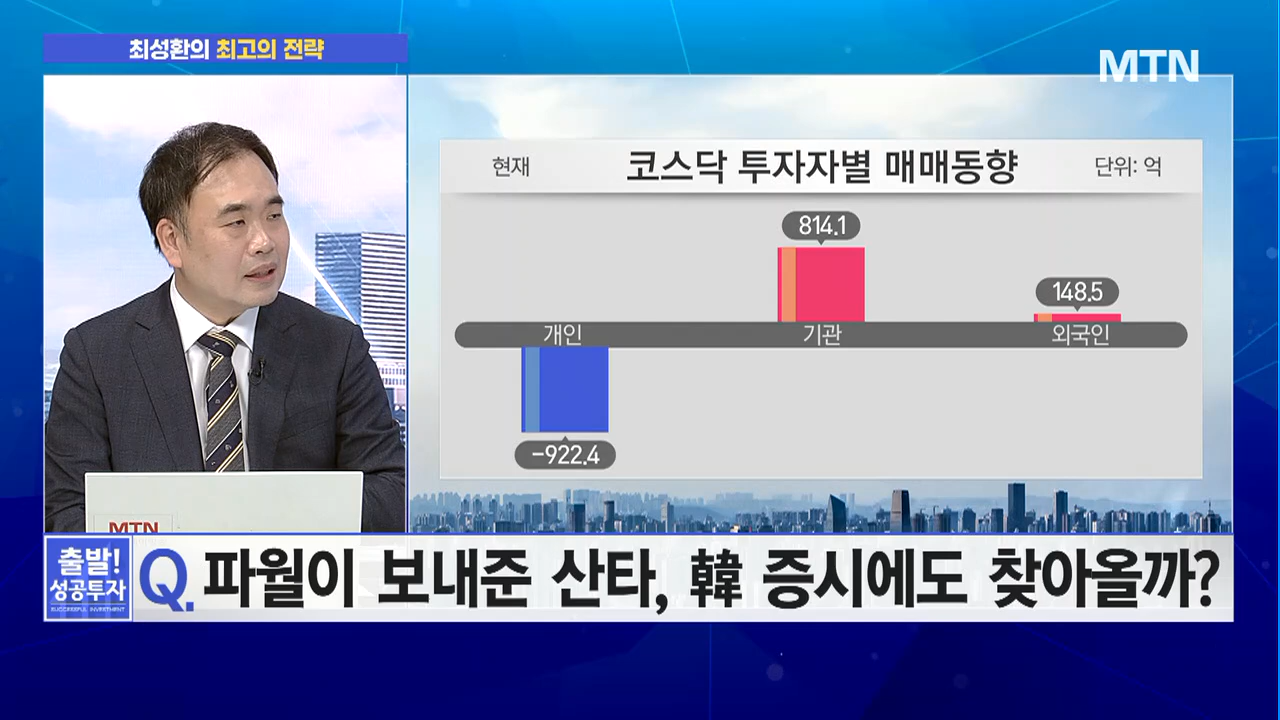 최성환의 최고의 전략
MTN
현재
코스닥 투자자별 매매동향
단위: 억
814.1
148.5
개인
기관
외국인
-922.4
MTN
출발!
성공투자
SUCCESSFUL INVESTMENT
Q. 파월이 보내준 산타, 韓 증시에도 찾아올까?